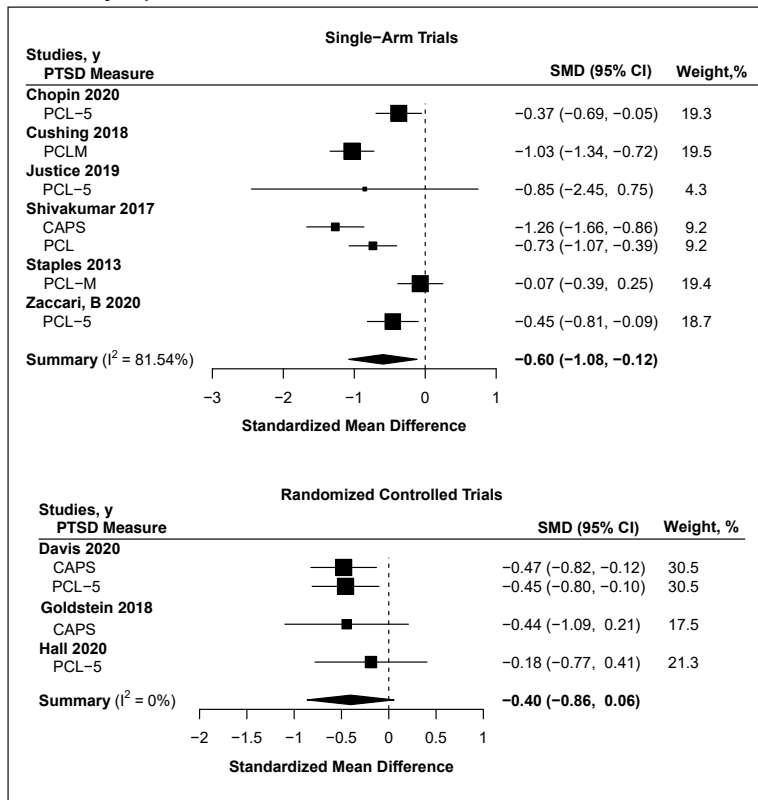 Single−Arm Trials
Studies, y
PTSD Measure SMD (95% CI) Weight,%
Chopin 2020
PCL−5 −0.37 (−0.69, −0.05) 19.3
Cushing 2018
PCLM −1.03 (−1.34, −0.72) 19.5
Justice 2019
PCL−5 −0.85 (−2.45, 0.75) 4.3
Shivakumar 2017
CAPS −1.26 (−1.66, −0.86) 9.2
PCL −0.73 (−1.07, −0.39) 9.2
Staples 2013
PCL−M −0.07 (−0.39, 0.25) 19.4
Zaccari, B 2020
PCL−5 −0.45 (−0.81, −0.09) 18.7
Summary (I² = 81.54%) −0.60 (−1.08, −0.12)
−3 −2 −1 0 1
Standardized Mean Difference
Randomized Controlled Trials
Studies, y
PTSD Measure SMD (95% CI) Weight, %
Davis 2020
CAPS −0.47 (−0.82, −0.12) 30.5
PCL−5 −0.45 (−0.80, −0.10) 30.5
Goldstein 2018
CAPS −0.44 (−1.09, 0.21) 17.5
Hall 2020
PCL−5 −0.18 (−0.77, 0.41) 21.3
Summary (I² = 0%) −0.40 (−0.86, 0.06)
−2 −1.5 −1 −0.5 0 0.5 1
Standardized Mean Difference